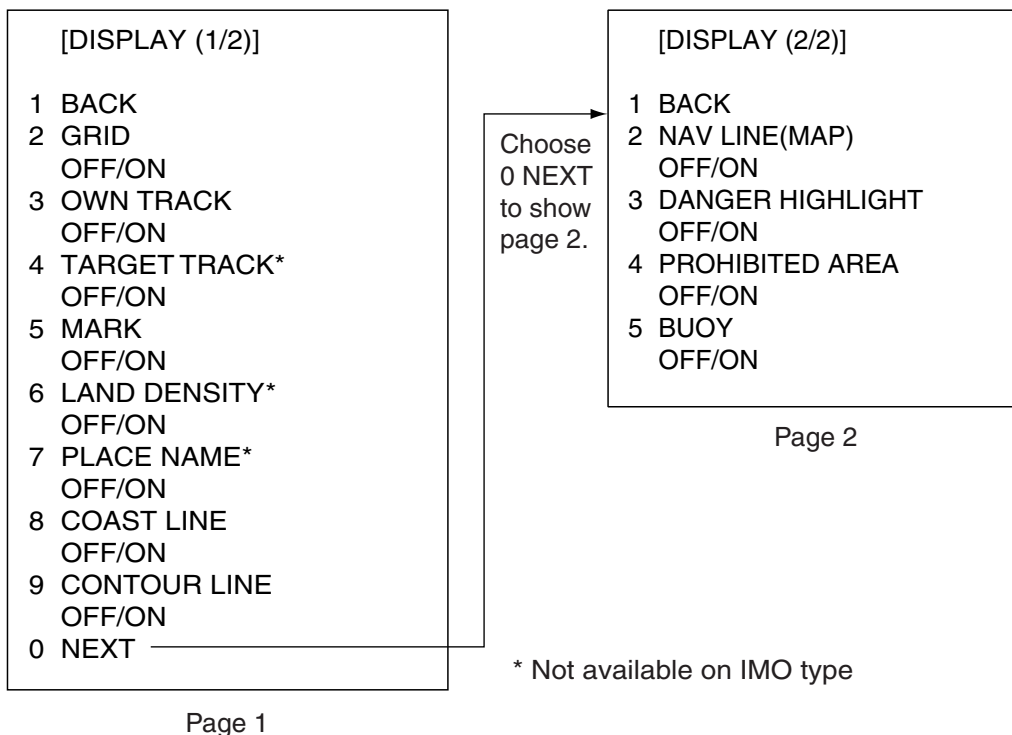 [DISPLAY (1/2)]
1 BACK
2 GRID
OFF/ON
3 OWN TRACK
OFF/ON
4 TARGET TRACK*
OFF/ON
5 MARK
OFF/ON
6 LAND DENSITY*
OFF/ON
7 PLACE NAME*
OFF/ON
8 COAST LINE
OFF/ON
9 CONTOUR LINE
OFF/ON
0 NEXT
Page 1
Choose
0 NEXT
to show
page 2.
[DISPLAY (2/2)]
1 BACK
2 NAV LINE(MAP)
OFF/ON
3 DANGER HIGHLIGHT
OFF/ON
4 PROHIBITED AREA
OFF/ON
5 BUOY
OFF/ON
Page 2
* Not available on IMO type